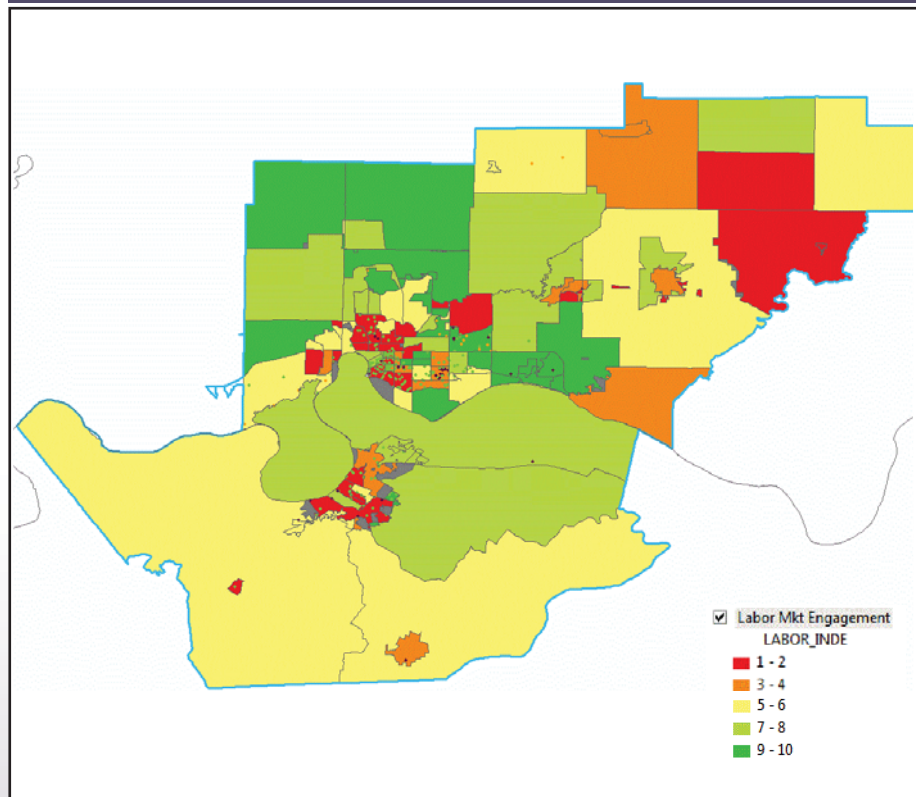 Labor Mkt Engagement
LABOR_INDE
1 - 2
3 - 4
5 - 6
7 - 8
9 - 10